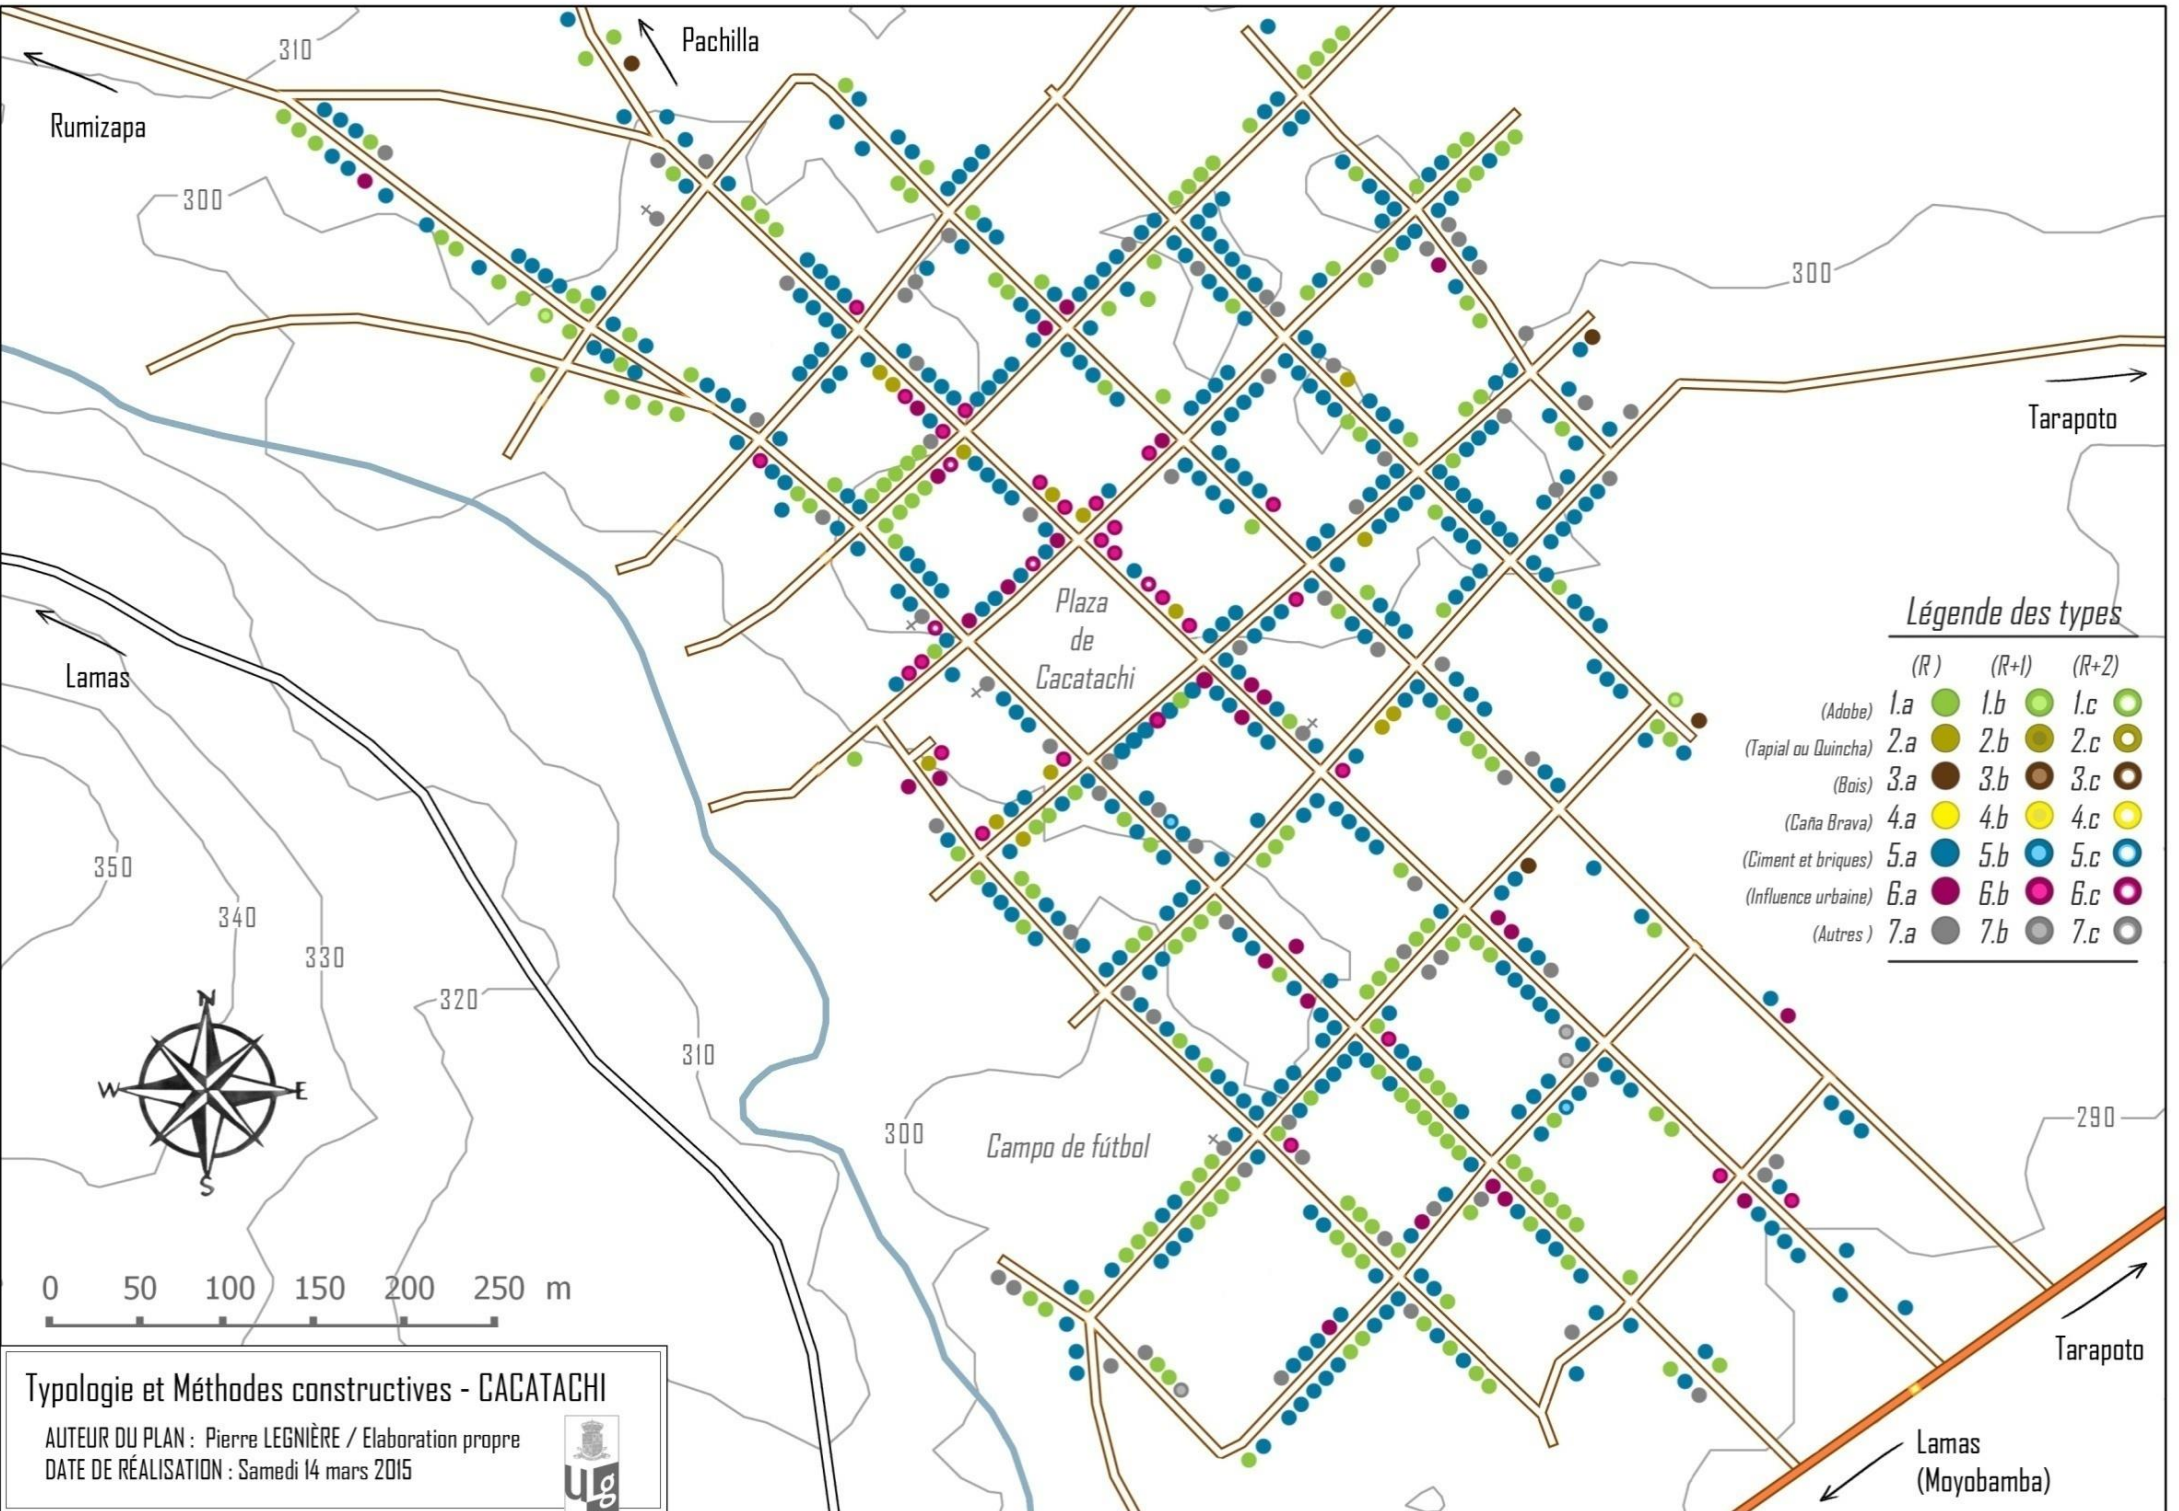 310
Pachilla
Rumizapa
300
300
Tarapoto
Plaza
de
Cacatachi
Lamas
Légende des types
(R) (R+1) (R+2)
(Adobe) 1.a 1.b 1.c
(Tapial ou Quincha) 2.a 2.b 2.c
(Bois) 3.a 3.b 3.c
(Caña Brava) 4.a 4.b 4.c
(Ciment et briques) 5.a 5.b 5.c
(Influence urbaine) 6.a 6.b 6.c
(Autres) 7.a 7.b 7.c
350
340
330
320
310
300
290
N
W E
S
Campo de fútbol
0 50 100 150 200 250 m
Tarapoto
Lamas
(Moyobamba)
Typologie et Méthodes constructives - CACATACHI
AUTEUR DU PLAN : Pierre LEGNIÈRE / Elaboration propre
DATE DE RÉALISATION : Samedi 14 mars 2015
ULg